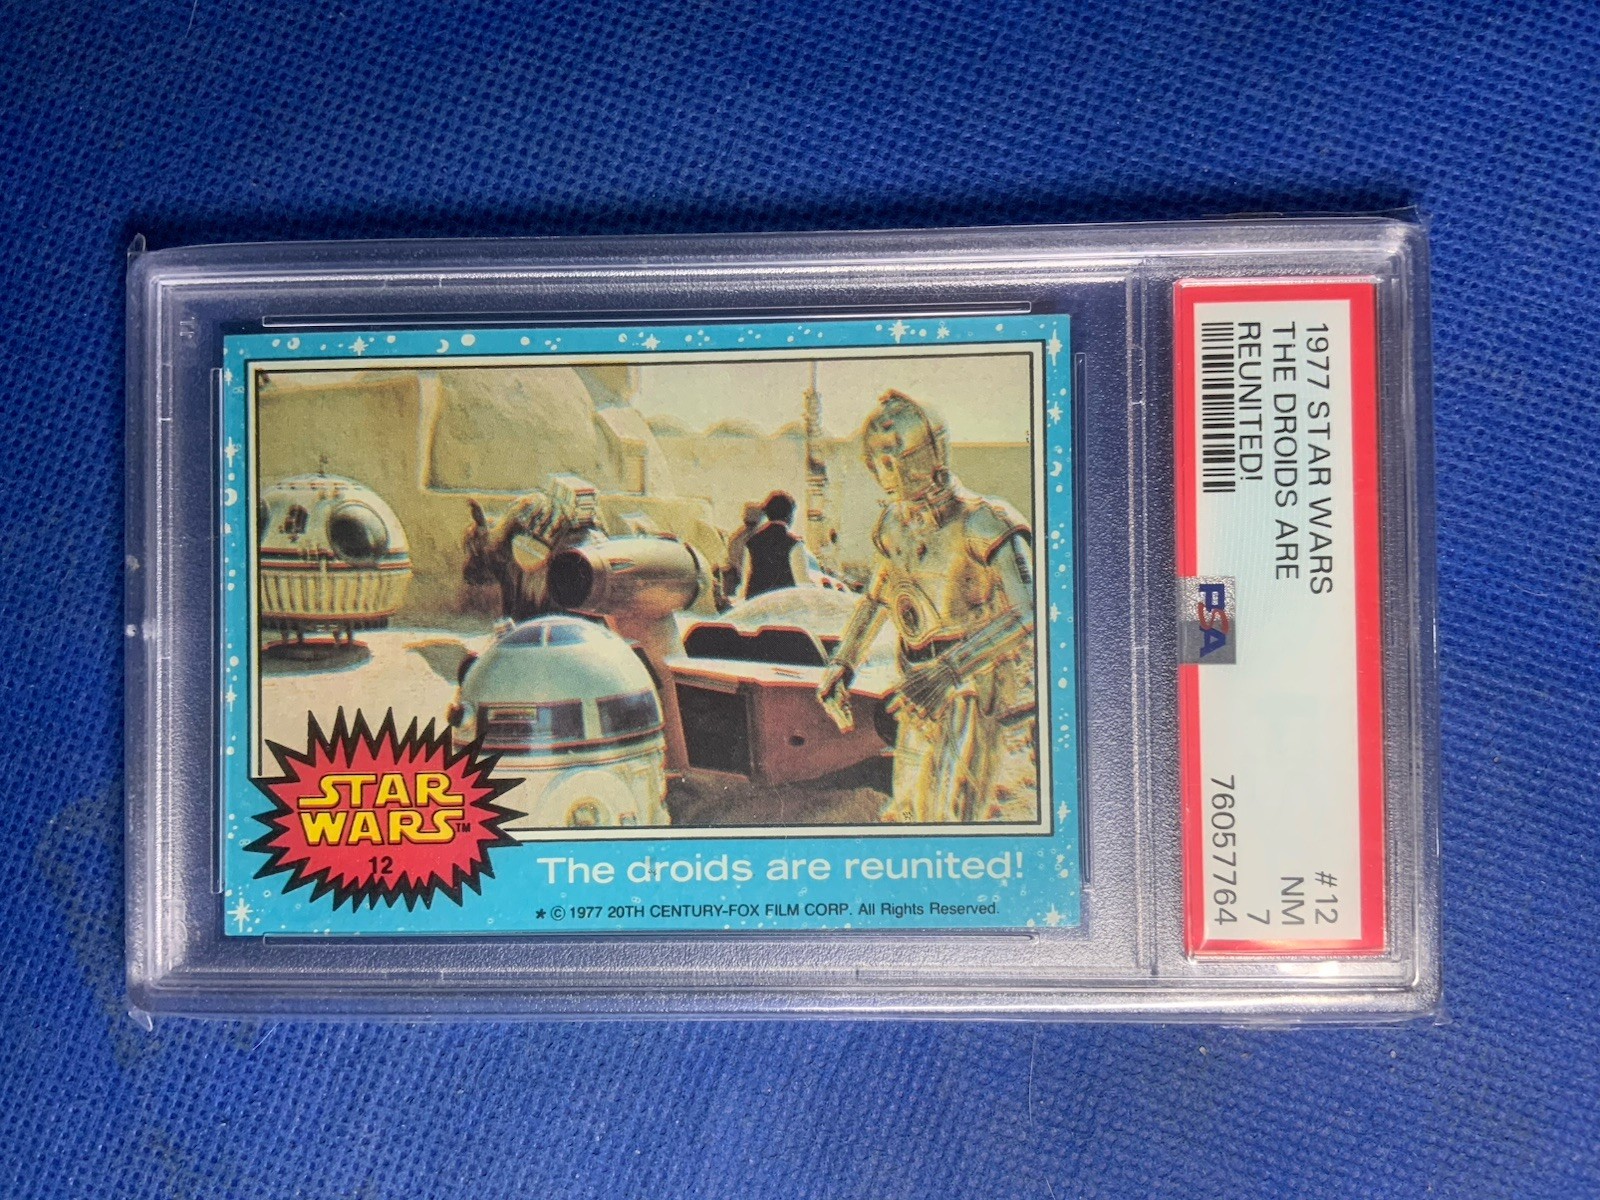 STAR
WARS™
12
The droids are reunited!
* © 1977 20TH CENTURY-FOX FILM CORP. All Rights Reserved.
1977 STAR WARS #12
THE DROIDS ARE NM
REUNITED! 7
PSA 76057764